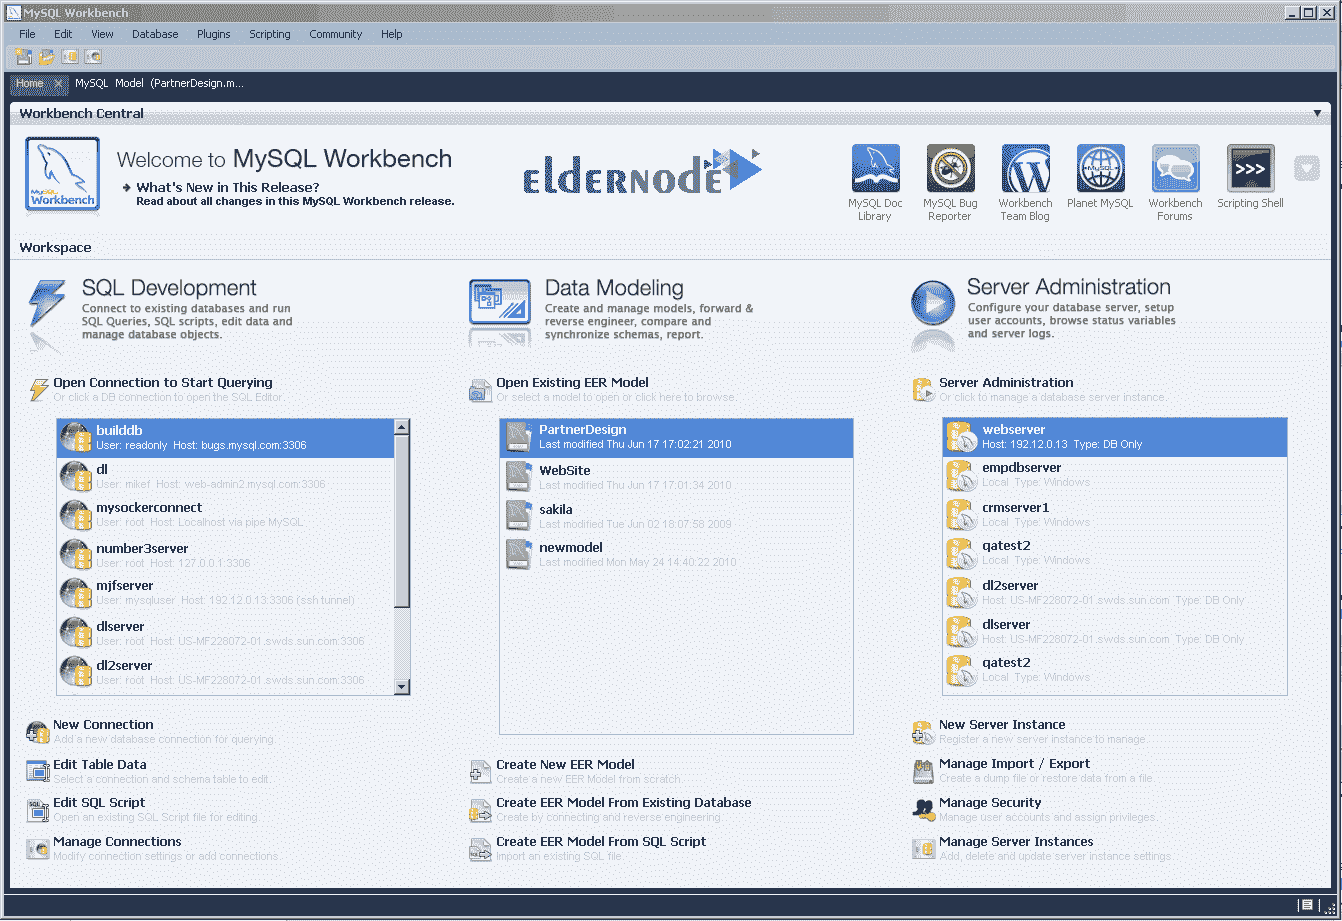 MySQL Workbench
File Edit View Database Plugins Scripting Community Help
Home MySQL Model (PartnerDesign.m...
Workbench Central
MySQL
Workbench
Welcome to MySQL Workbench
What's New in This Release?
Read about all changes in this MySQL Workbench release.
eldernode
MySQL Doc
Library
MySQL Bug
Reporter
Workbench
Team Blog
MySQL
Planet MySQL
Workbench
Forums
>>>
Scripting Shell
Workspace
SQL Development
Connect to existing databases and run
SQL Queries, SQL scripts, edit data and
manage database objects.
Open Connection to Start Querying
Or click a DB connection to open the SQL Editor.
builddb
User: readonly Host: bugs.mysql.com:3306
dl
User: mikef Host: web-admin2.mysql.com:3306
mysockerconnect
User: root Host: Localhost via pipe MySQL
number3server
User: root Host: 127.0.0.1:3306
mjfserver
User: mysqluser Host: 192.12.0.13:3306 (ssh tunnel)
dlserver
User: root Host: US-MF228072-01.swds.sun.com:3306
dl2server
User: root Host: US-MF228072-01.swds.sun.com:3306
New Connection
Add a new database connection for querying.
Edit Table Data
Select a connection and schema table to edit.
Edit SQL Script
Open an existing SQL Script file for editing.
Manage Connections
Modify connection settings or add connections.
Data Modeling
Create and manage models, forward &
reverse engineer, compare and
synchronize schemas, report.
Open Existing EER Model
Or select a model to open or click here to browse.
PartnerDesign
Last modified Thu Jun 17 17:02:21 2010
WebSite
Last modified Thu Jun 17 17:01:34 2010
sakila
Last modified Tue Jun 02 18:07:58 2009
newmodel
Last modified Mon May 24 14:40:22 2010
Create New EER Model
Create a new EER Model from scratch.
Create EER Model From Existing Database
Create by connecting and reverse engineering.
Create EER Model From SQL Script
Import an existing SQL file.
Server Administration
Configure your database server, setup
user accounts, browse status variables
and server logs.
Server Administration
Or click to manage a database server instance.
webserver
Host: 192.12.0.13 Type: DB Only
empdbserver
Local Type: Windows
crmserver1
Local Type: Windows
qatest2
Local Type: Windows
dl2server
Host: US-MF228072-01.swds.sun.com Type: DB Only
dlserver
Host: US-MF228072-01.swds.sun.com Type: DB Only
qatest2
Local Type: Windows
New Server Instance
Register a new server instance to manage.
Manage Import / Export
Create a dump file or restore data from a file.
Manage Security
Manage user accounts and assign privileges.
Manage Server Instances
Add, delete and update server instance settings.